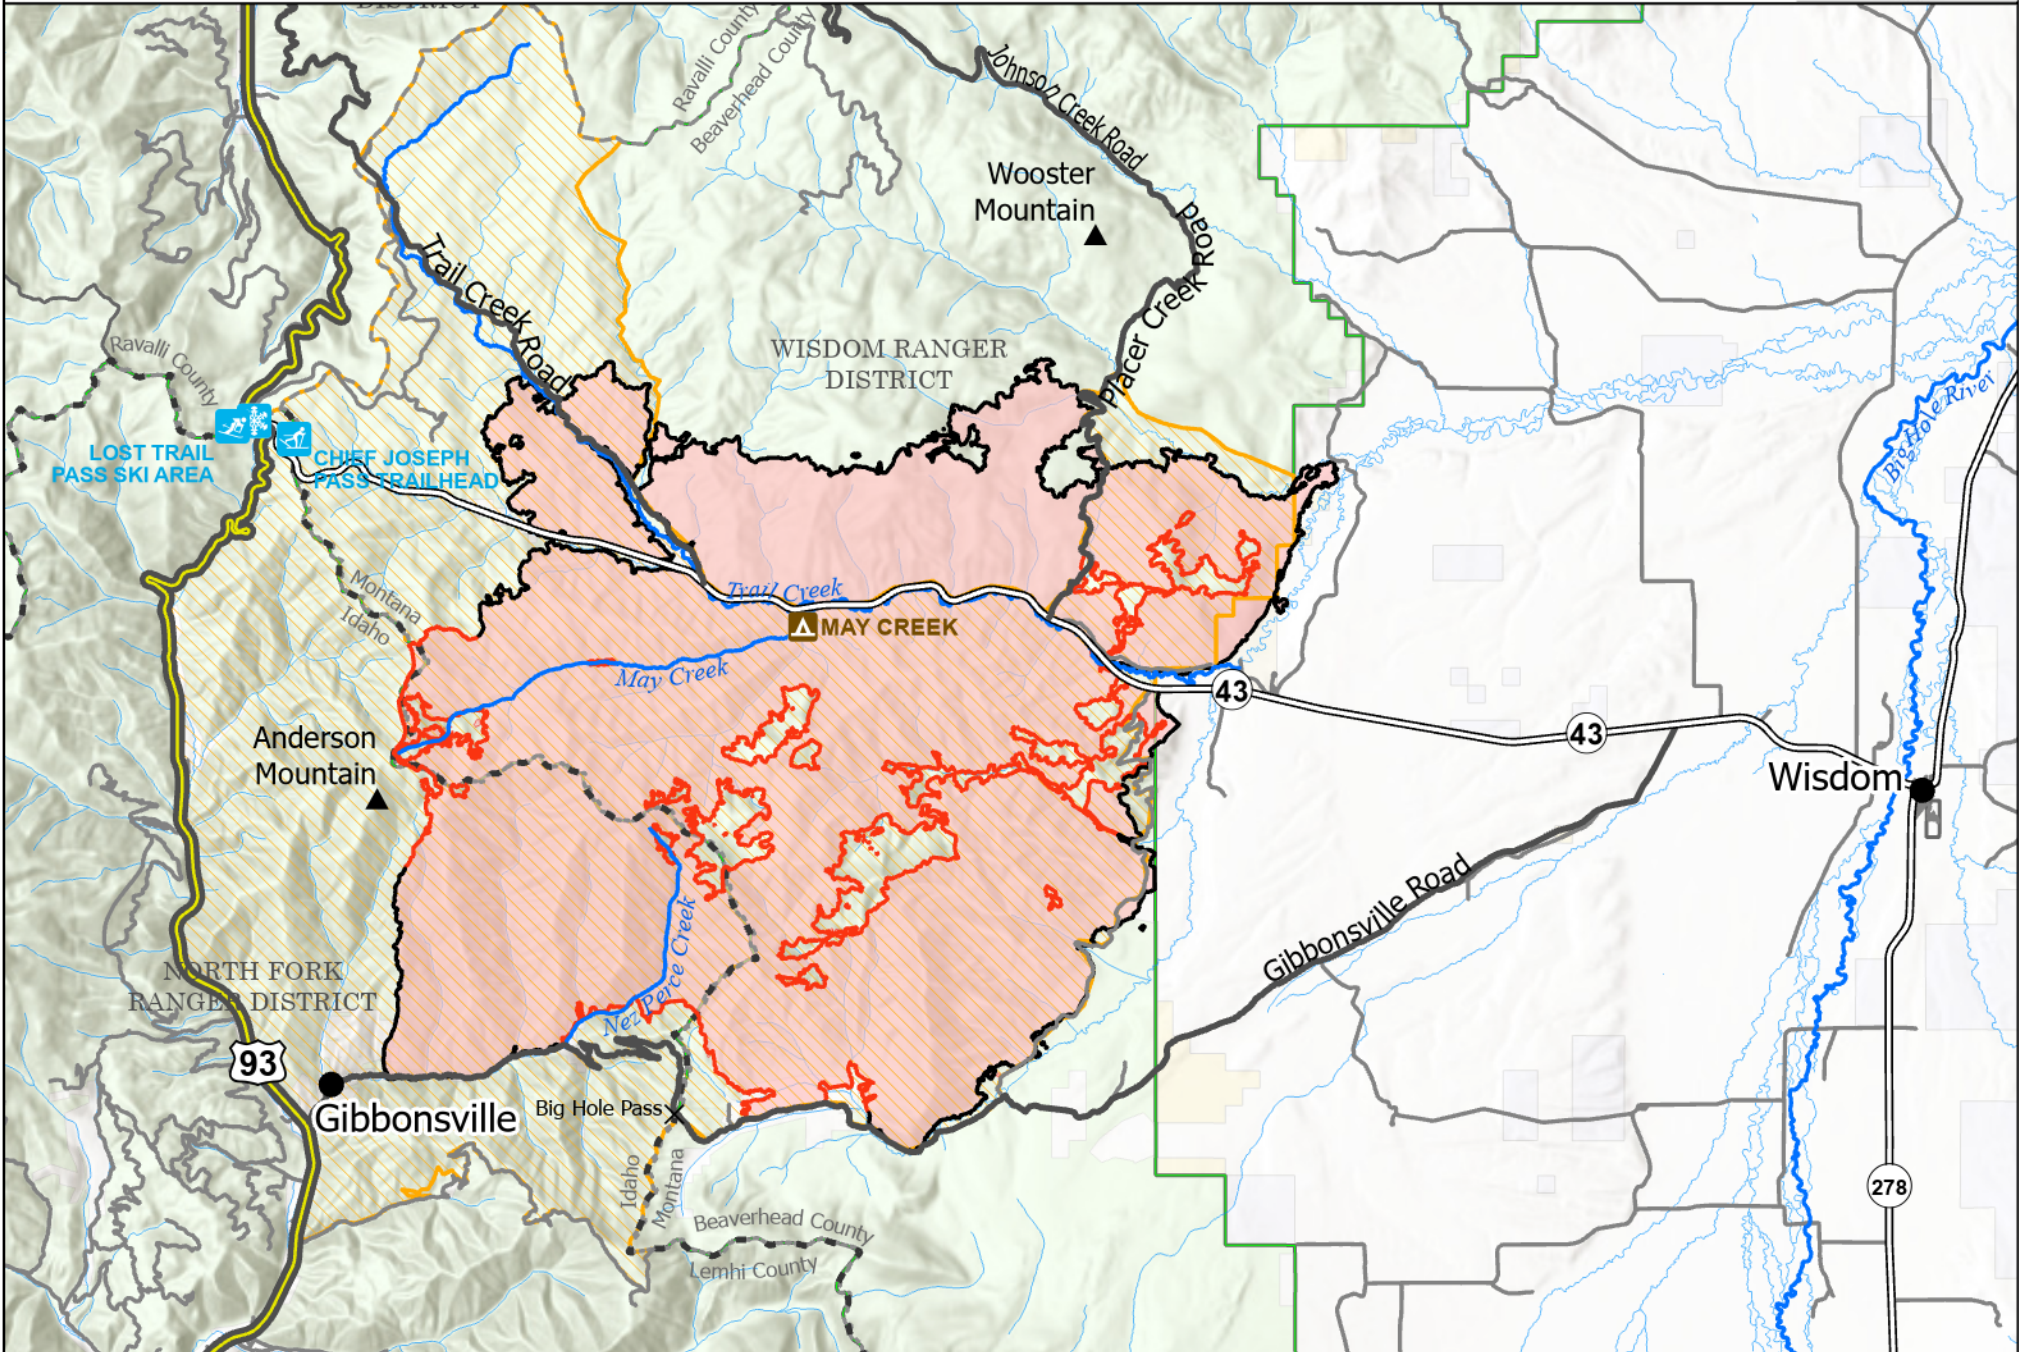 DISTRICT
Ravalli County
Beaverhead County
Johnson Creek Road
Wooster
Mountain
Placer Creek Road
Trail Creek Road
WISDOM RANGER
DISTRICT
Ravalli County
LOST TRAIL
PASS SKI AREA
CHIEF JOSEPH
PASS TRAILHEAD
Big Hole River
Montana
Idaho
Trail Creek
MAY CREEK
May Creek
43
43
Anderson
Mountain
Wisdom
Gibbonsville Road
Nez Perce Creek
NORTH FORK
RANGER DISTRICT
93
Gibbonsville
Big Hole Pass
Idaho
Montana
278
Beaverhead County
Lemhi County